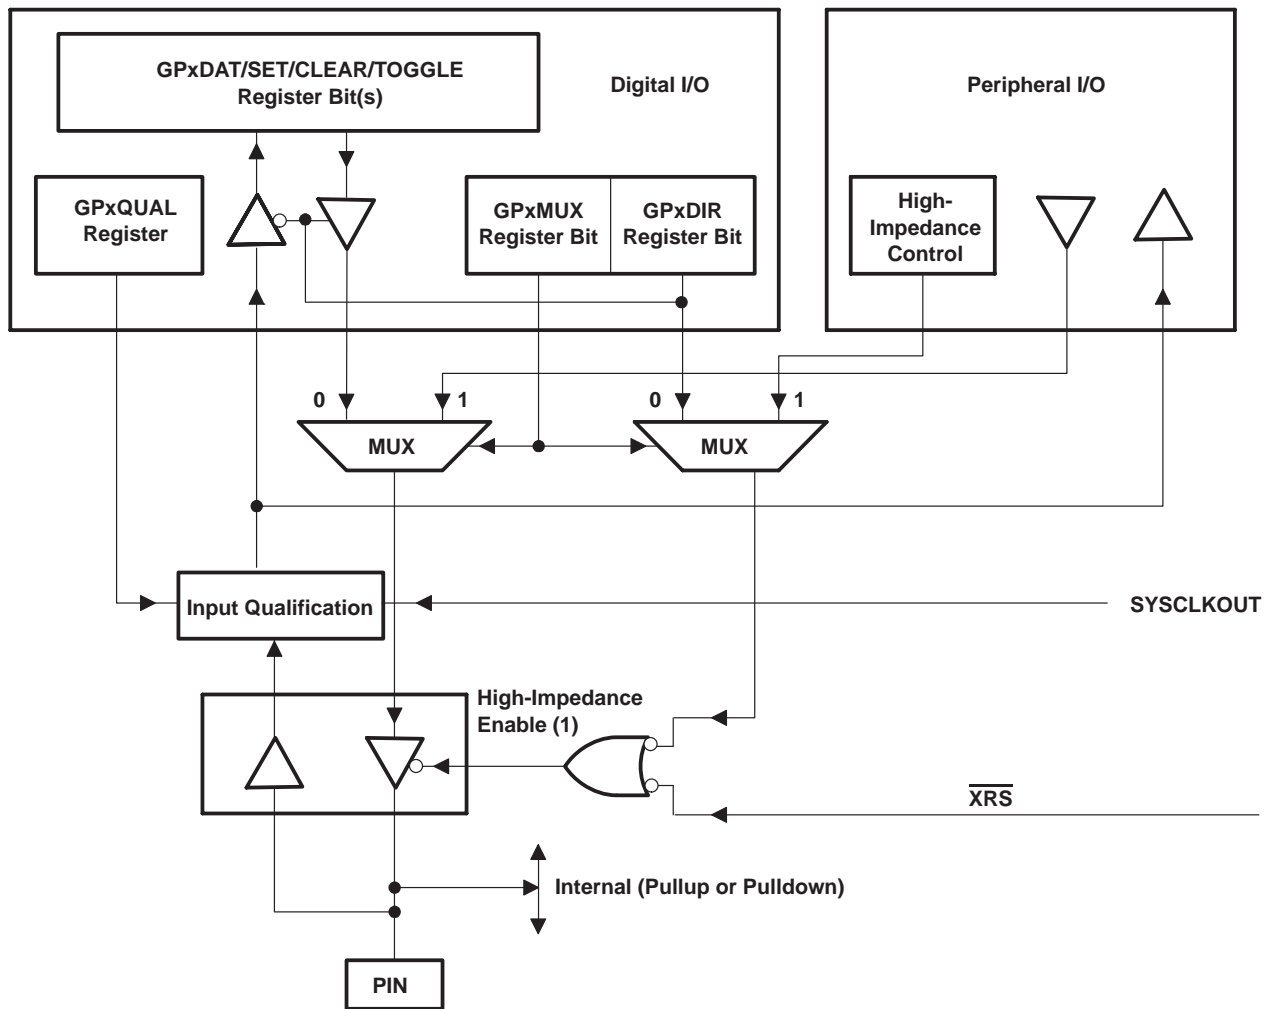 GPxDAT/SET/CLEAR/TOGGLE
Register Bit(s)
Digital I/O
Peripheral I/O
GPxQUAL
Register
GPxMUX
Register Bit
GPxDIR
Register Bit
High-
Impedance
Control
0
1
0
1
MUX
MUX
Input Qualification
SYSCLKOUT
High-Impedance
Enable (1)
XRS
Internal (Pullup or Pulldown)
PIN